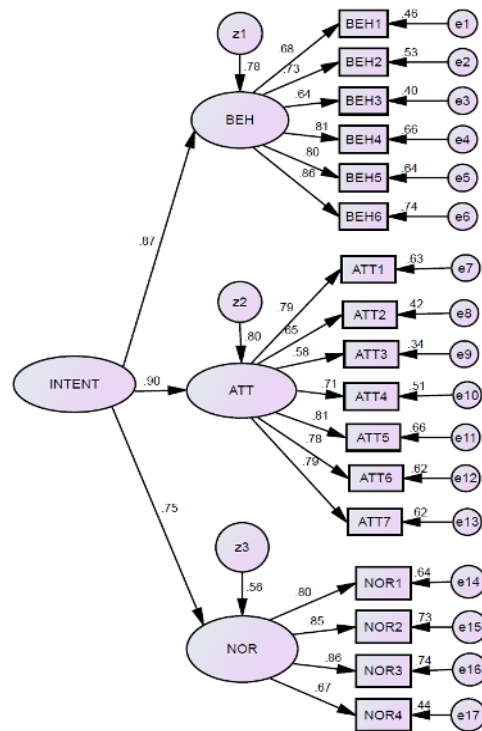 z1
.78
.68
BEH1
.46
e1
.73
BEH2
.53
e2
.64
BEH3
.40
e3
BEH
.81
BEH4
.66
e4
.80
BEH5
.64
e5
.86
BEH6
.74
e6
.87
z2
.80
.79
ATT1
.63
e7
.65
ATT2
.42
e8
.58
ATT3
.34
e9
INTENT
.90
ATT
.71
ATT4
.51
e10
.81
ATT5
.66
e11
.78
ATT6
.62
e12
.79
ATT7
.62
e13
.75
z3
.56
.80
NOR1
.64
e14
.85
NOR2
.73
e15
NOR
.86
NOR3
.74
e16
.67
NOR4
.44
e17